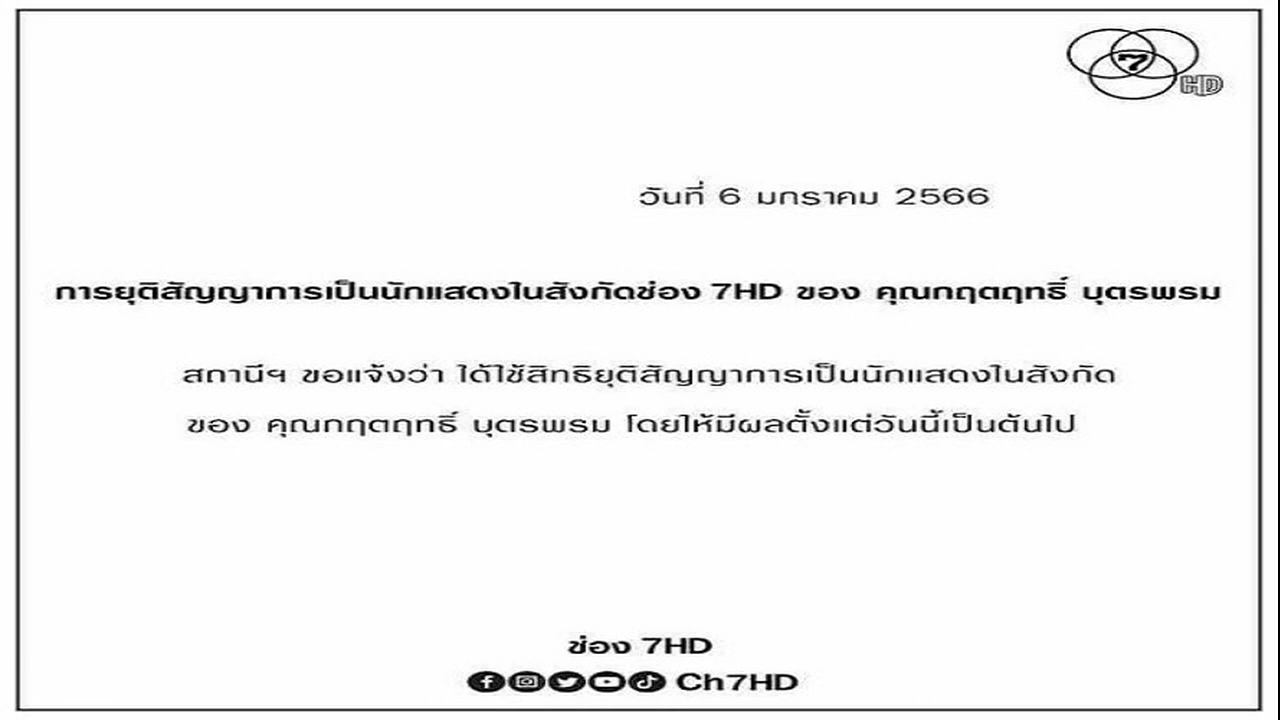 7
HD
วันที่ 6 มกราคม 2566
การยุติสัญญาการเป็นนักแสดงในสังกัดช่อง 7HD ของ คุณกฤตฤทธิ์ บุตรพรม
สถานีฯ ขอแจ้งว่า ได้ใช้สิทธิยุติสัญญาการเป็นนักแสดงในสังกัด
ของ คุณกฤตฤทธิ์ บุตรพรม โดยให้มีผลตั้งแต่วันนี้เป็นต้นไป
ช่อง 7HD
Ch7HD